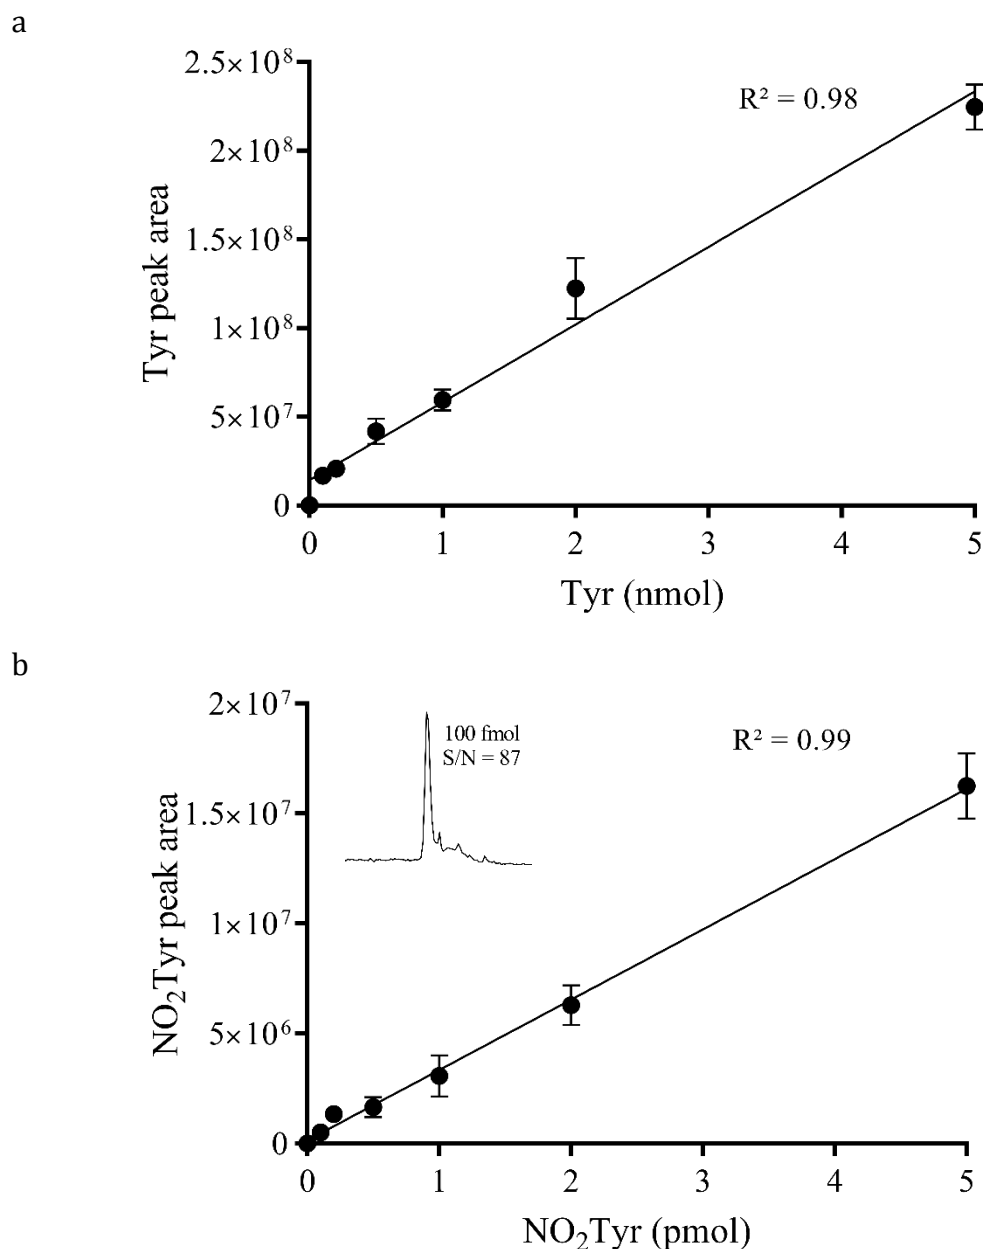 a
2.5×10⁸
R² = 0.98
2×10⁸
1.5×10⁸
1×10⁸
5×10⁷
0
Tyr peak area
0 1 2 3 4 5
Tyr (nmol)
b
2×10⁷
100 fmol
S/N = 87
R² = 0.99
1.5×10⁷
1×10⁷
5×10⁶
0
NO₂Tyr peak area
0 1 2 3 4 5
NO₂Tyr (pmol)